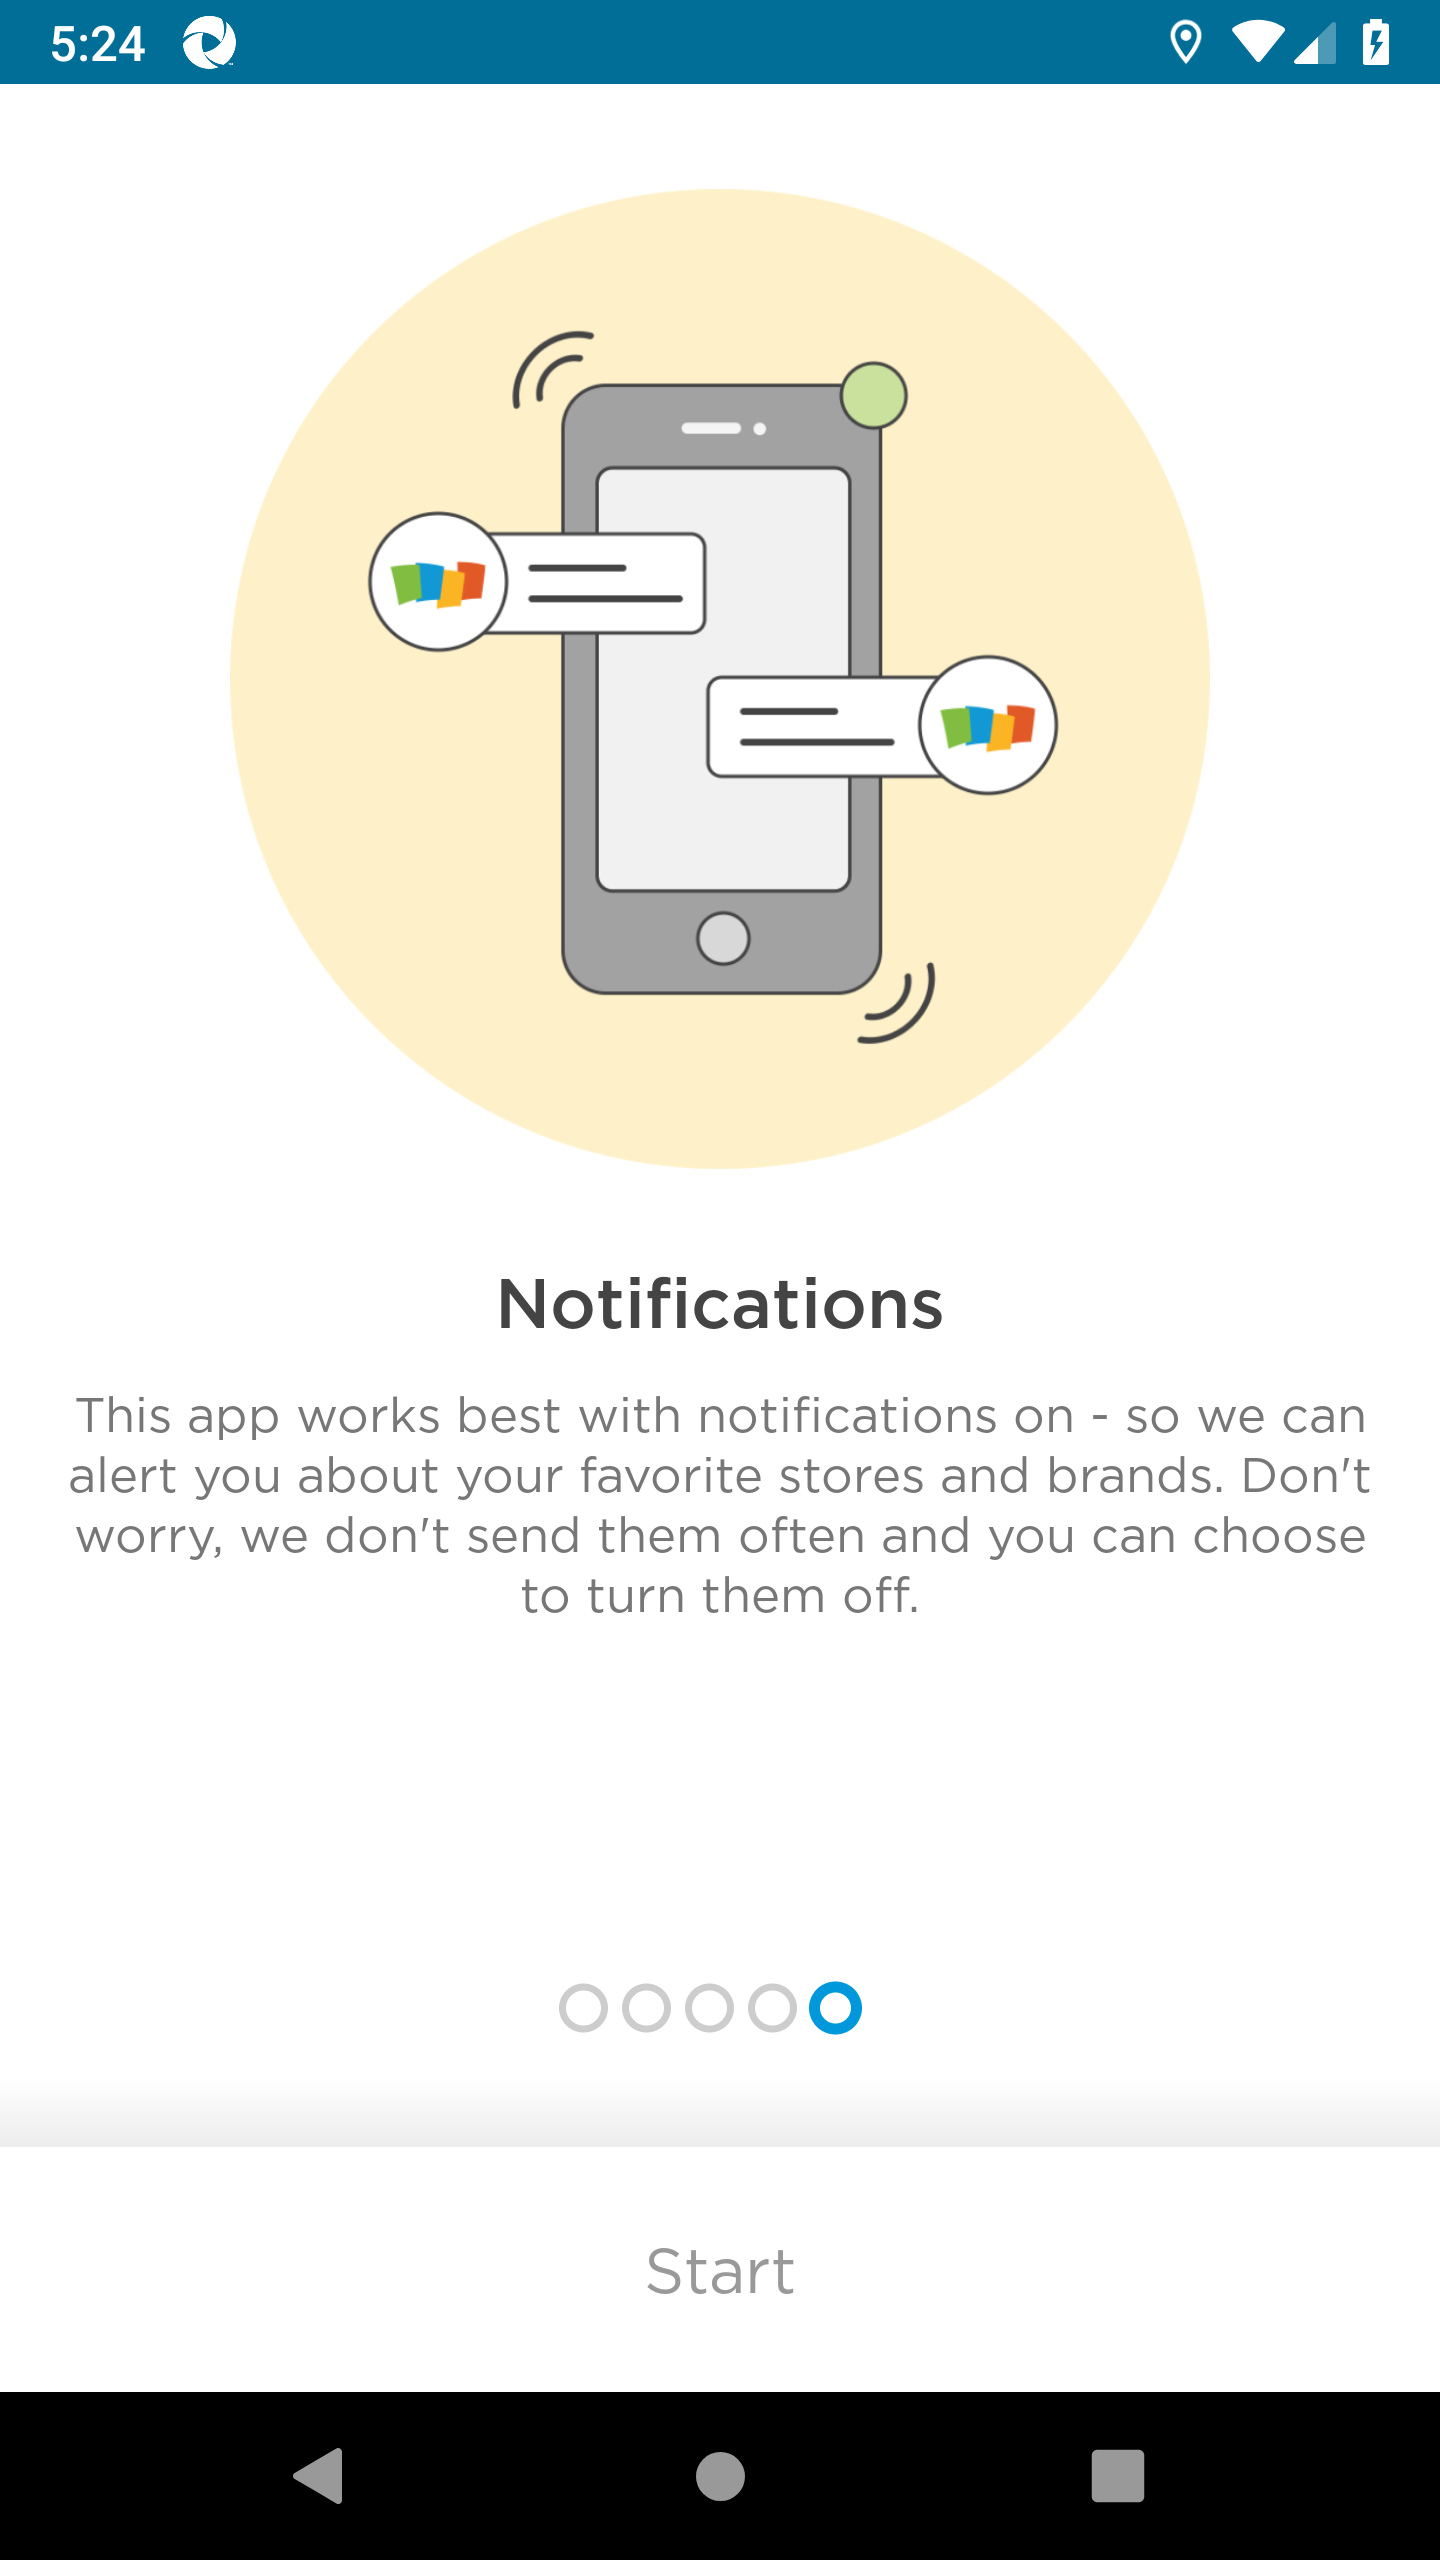 5:24
Notifications
This app works best with notifications on - so we can
alert you about your favorite stores and brands. Don't
worry, we don't send them often and you can choose
to turn them off.
Start